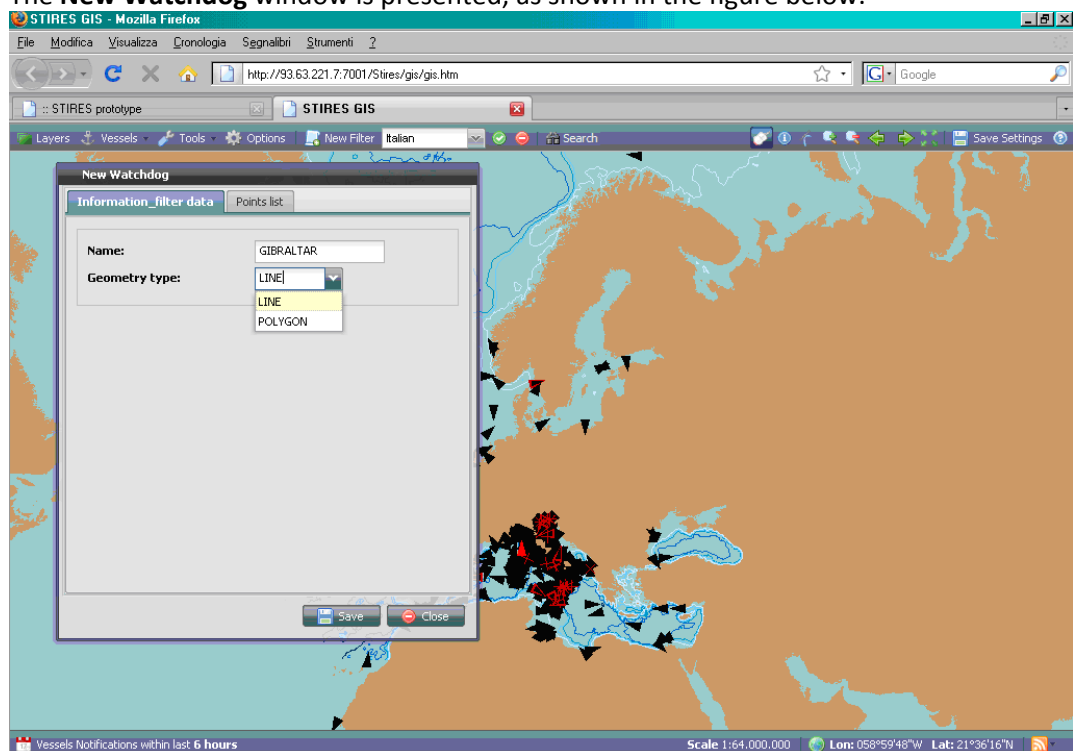 The New Watchdog window is presented, as shown in the figure below.
STIRES GIS - Mozilla Firefox
File Modifica Visualizza Cronologia Segnalibri Strumenti ?
http://93.63.221.7:7001/Stires/gis/gis.htm
Google
:: STIRES prototype
STIRES GIS
Layers Vessels Tools Options New Filter Italian Search Save Settings
New Watchdog
Information_filter data Points list
Name: GIBRALTAR
Geometry type: LINE
LINE
POLYGON
Save Close
Vessels Notifications within last 6 hours Scale 1:64.000.000 Lon: 058°59'48"W Lat: 21°36'16"N